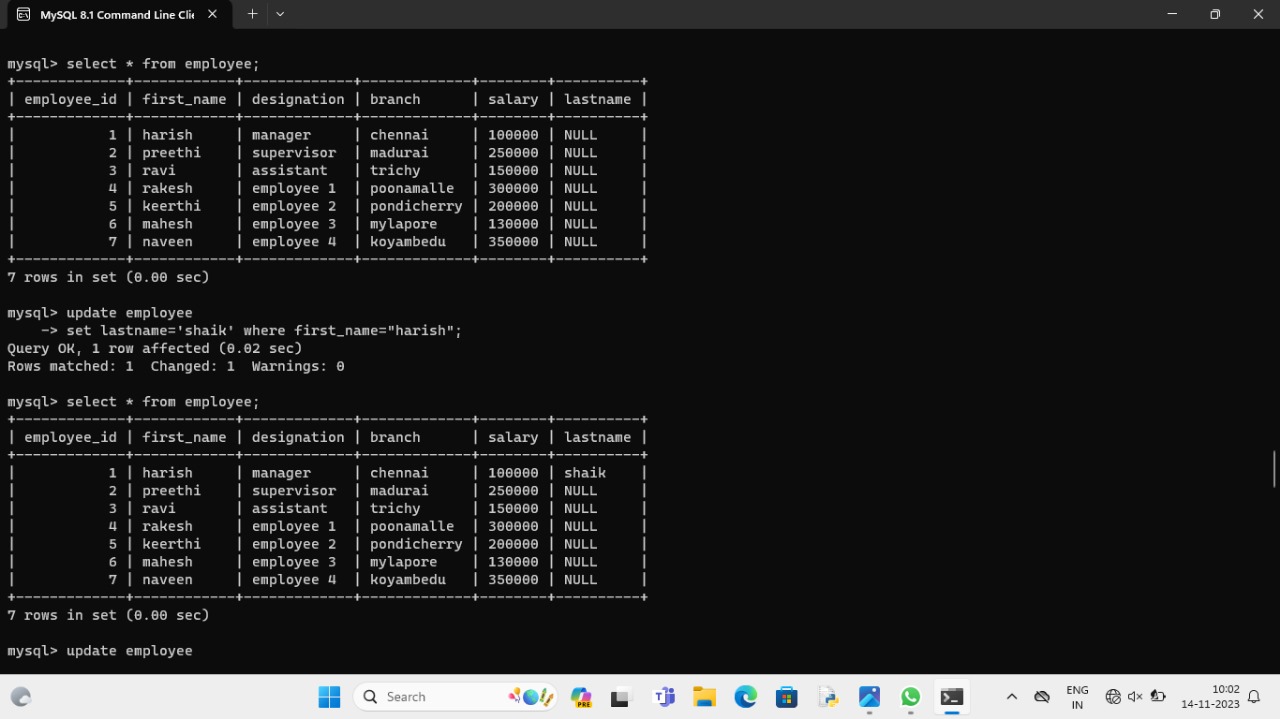 MySQL 8.1 Command Line Clie
mysql> select * from employee;
+-------------+------------+-------------+-------------+--------+----------+
| employee_id | first_name | designation | branch      | salary | lastname |
+-------------+------------+-------------+-------------+--------+----------+
|           1 | harish     | manager     | chennai     | 100000 | NULL     |
|           2 | preethi    | supervisor  | madurai     | 250000 | NULL     |
|           3 | ravi       | assistant   | trichy      | 150000 | NULL     |
|           4 | rakesh     | employee 1  | poonamalle  | 300000 | NULL     |
|           5 | keerthi    | employee 2  | pondicherry | 200000 | NULL     |
|           6 | mahesh     | employee 3  | mylapore    | 130000 | NULL     |
|           7 | naveen     | employee 4  | koyambedu   | 350000 | NULL     |
+-------------+------------+-------------+-------------+--------+----------+
7 rows in set (0.00 sec)
mysql> update employee
    -> set lastname='shaik' where first_name="harish";
Query OK, 1 row affected (0.02 sec)
Rows matched: 1  Changed: 1  Warnings: 0
mysql> select * from employee;
+-------------+------------+-------------+-------------+--------+----------+
| employee_id | first_name | designation | branch      | salary | lastname |
+-------------+------------+-------------+-------------+--------+----------+
|           1 | harish     | manager     | chennai     | 100000 | shaik    |
|           2 | preethi    | supervisor  | madurai     | 250000 | NULL     |
|           3 | ravi       | assistant   | trichy      | 150000 | NULL     |
|           4 | rakesh     | employee 1  | poonamalle  | 300000 | NULL     |
|           5 | keerthi    | employee 2  | pondicherry | 200000 | NULL     |
|           6 | mahesh     | employee 3  | mylapore    | 130000 | NULL     |
|           7 | naveen     | employee 4  | koyambedu   | 350000 | NULL     |
+-------------+------------+-------------+-------------+--------+----------+
7 rows in set (0.00 sec)
mysql> update employee
Search
PRE
ENG
IN
14-11-2023